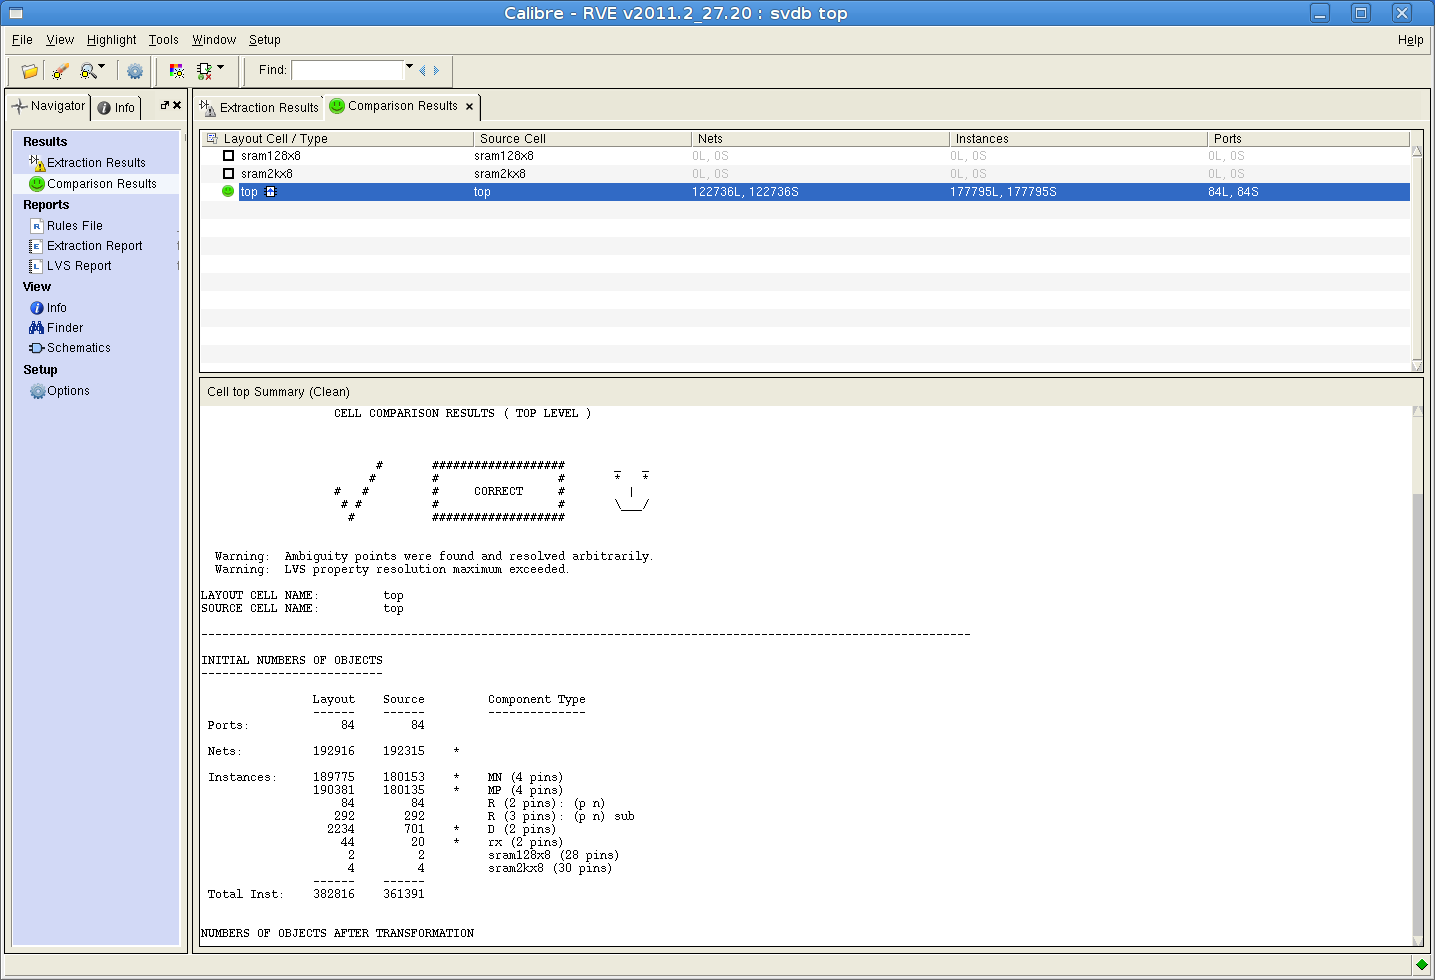 Calibre - RVE v2011.2_27.20 : svdb top
File View Highlight Tools Window Setup Help
Find:
Navigator Info
Extraction Results Comparison Results
Results
Extraction Results
Comparison Results
Reports
Rules File
Extraction Report
LVS Report
View
Info
Finder
Schematics
Setup
Options
Layout Cell / Type Source Cell Nets Instances Ports
sram128x8 sram128x8 0L, 0S 0L, 0S 0L, 0S
sram2kx8 sram2kx8 0L, 0S 0L, 0S 0L, 0S
top top 122736L, 122736S 177795L, 177795S 84L, 84S
Cell top Summary (Clean)
CELL COMPARISON RESULTS ( TOP LEVEL )
# ################### _ _
# # # * *
# # # CORRECT # |
# # # # \___/
# ###################
Warning: Ambiguity points were found and resolved arbitrarily.
Warning: LVS property resolution maximum exceeded.
LAYOUT CELL NAME: top
SOURCE CELL NAME: top
--------------------------------------------------------------------------------------------------------------
INITIAL NUMBERS OF OBJECTS
--------------------------
Layout Source Component Type
------ ------ --------------
Ports: 84 84
Nets: 192916 192315 *
Instances: 189775 180153 * MN (4 pins)
190381 180135 * MP (4 pins)
84 84 R (2 pins): (p n)
292 292 R (3 pins): (p n) sub
2234 701 * D (2 pins)
44 20 * rx (2 pins)
2 2 sram128x8 (28 pins)
4 4 sram2kx8 (30 pins)
------ ------
Total Inst: 382816 361391
NUMBERS OF OBJECTS AFTER TRANSFORMATION